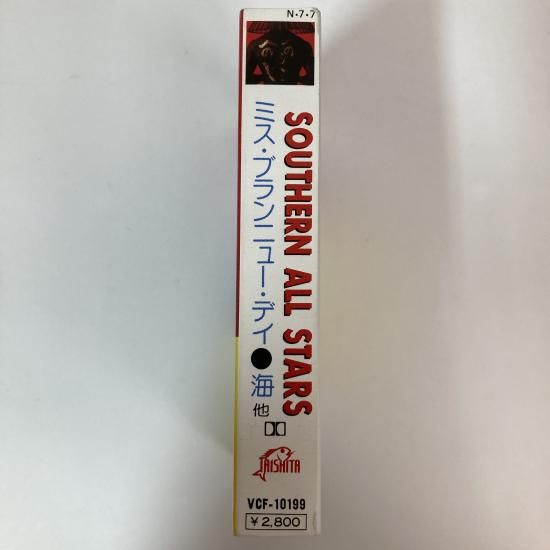 N·7·7
SOUTHERN ALL STARS
ミス・ブランニュー・デイ●海 他
TAISHITA
VCF-10199
¥2,800